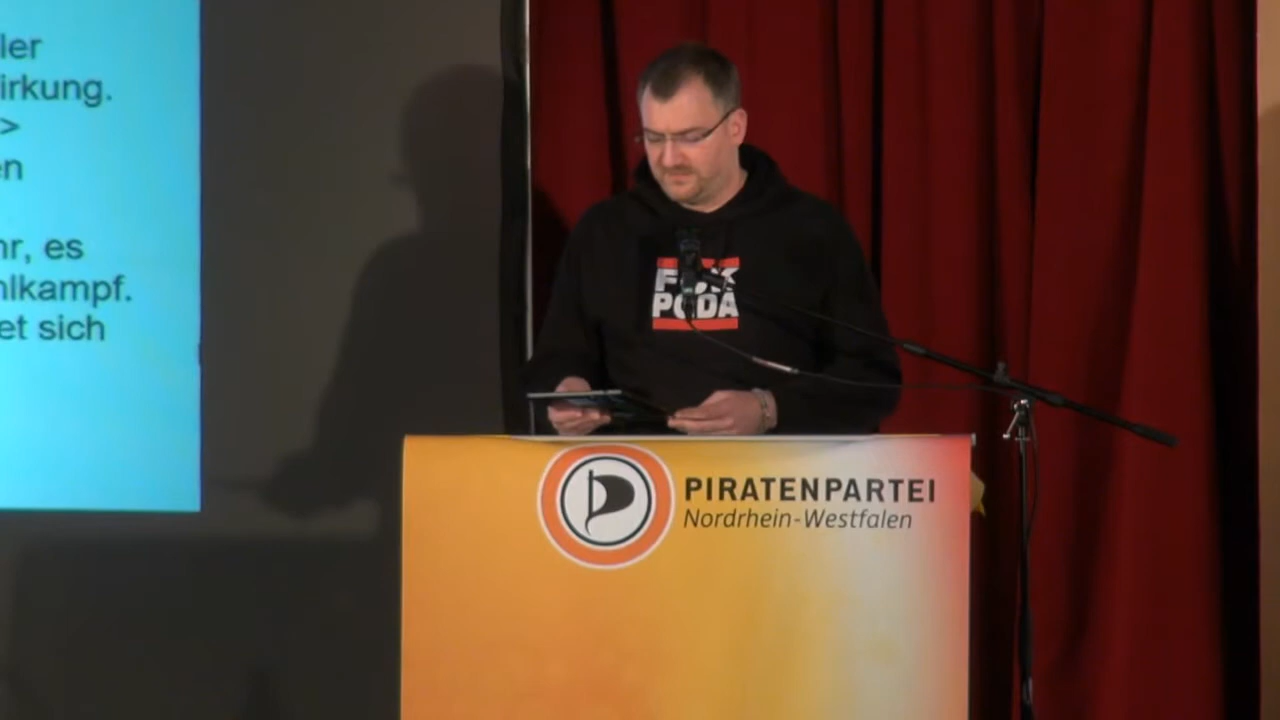 ler
irkung.
>
en
hr, es
hlkampf.
et sich
PODA
PIRATENPARTEI
Nordrhein-Westfalen